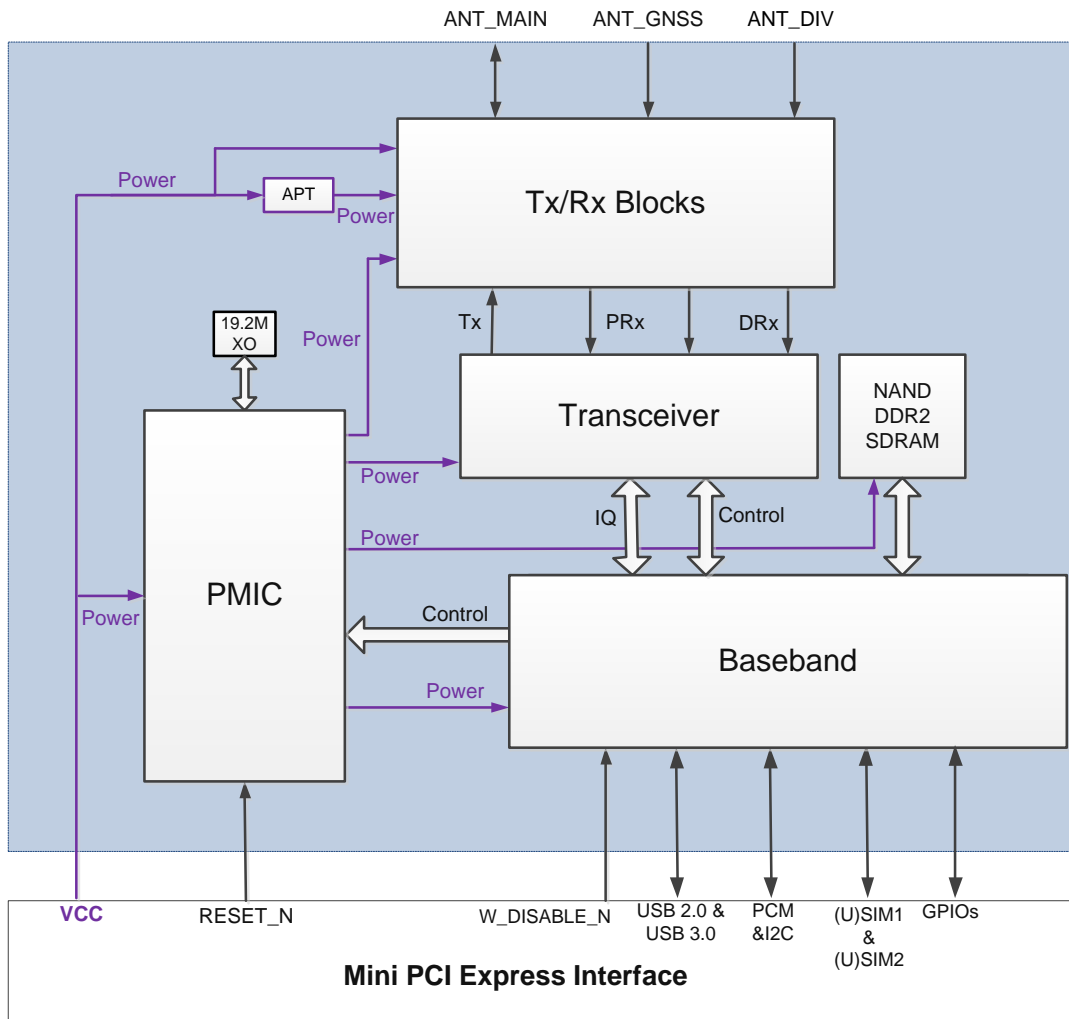 ANT_MAIN
ANT_GNSS
ANT_DIV
Power
APT
Power
Tx/Rx Blocks
Tx
PRx
DRx
19.2M
XO
Power
Transceiver
NAND
DDR2
SDRAM
Power
IQ
Control
Power
PMIC
Power
Control
Baseband
Power
VCC
RESET_N
W_DISABLE_N
USB 2.0 &
USB 3.0
PCM
&I2C
(U)SIM1
&
(U)SIM2
GPIOs
Mini PCI Express Interface